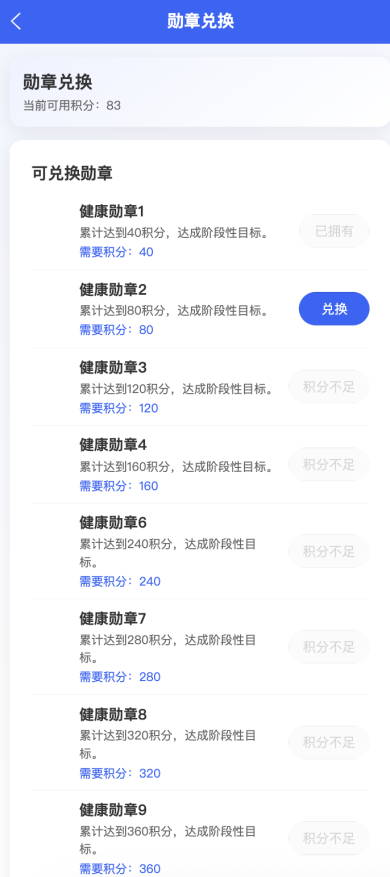 勋章兑换
勋章兑换
当前可用积分：83
可兑换勋章
健康勋章1
累计达到40积分，达成阶段性目标。
需要积分：40
已拥有
健康勋章2
累计达到80积分，达成阶段性目标。
需要积分：80
兑换
健康勋章3
累计达到120积分，达成阶段性目标。
需要积分：120
积分不足
健康勋章4
累计达到160积分，达成阶段性目标。
需要积分：160
积分不足
健康勋章6
累计达到240积分，达成阶段性目
标。
需要积分：240
积分不足
健康勋章7
累计达到280积分，达成阶段性目
标。
需要积分：280
积分不足
健康勋章8
累计达到320积分，达成阶段性目
标。
需要积分：320
积分不足
健康勋章9
累计达到360积分，达成阶段性目
标。
需要积分：360
积分不足